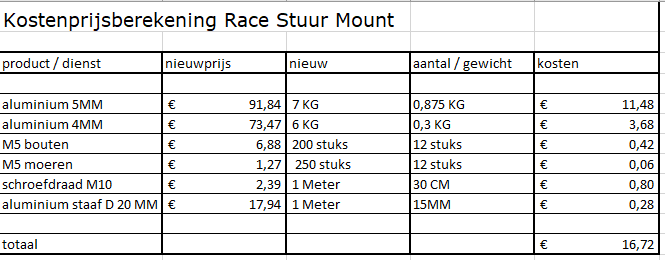 Kostenprijsberekening Race Stuur Mount
product / dienst nieuwprijs nieuw aantal / gewicht kosten
aluminium 5MM € 91,84 7 KG 0,875 KG € 11,48
aluminium 4MM € 73,47 6 KG 0,3 KG € 3,68
M5 bouten € 6,88 200 stuks 12 stuks € 0,42
M5 moeren € 1,27 250 stuks 12 stuks € 0,06
schroefdraad M10 € 2,39 1 Meter 30 CM € 0,80
aluminium staaf D 20 MM € 17,94 1 Meter 15MM € 0,28
totaal € 16,72